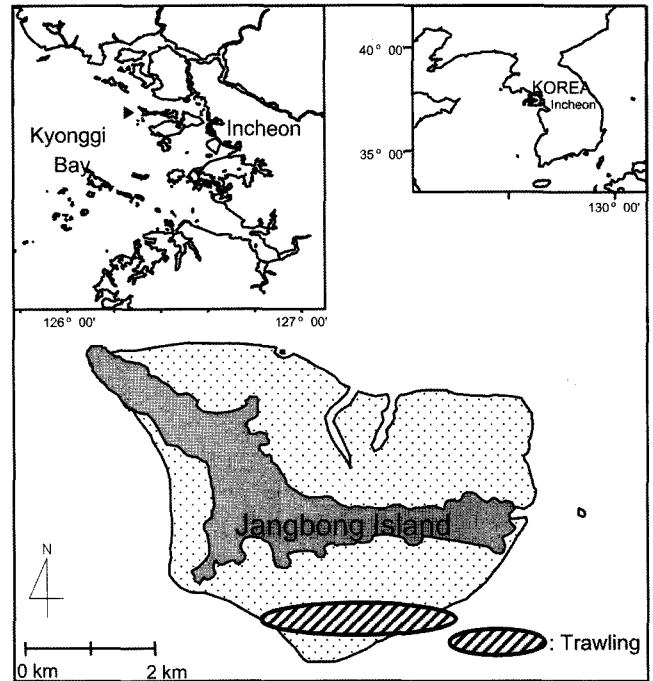 Kyonggi
Bay
Incheon
126° 00'
127° 00'
42° 00'
35° 00'
KOREA
Incheon
130° 00'
Jangbong Island
N
0 km
2 km
: Trawling